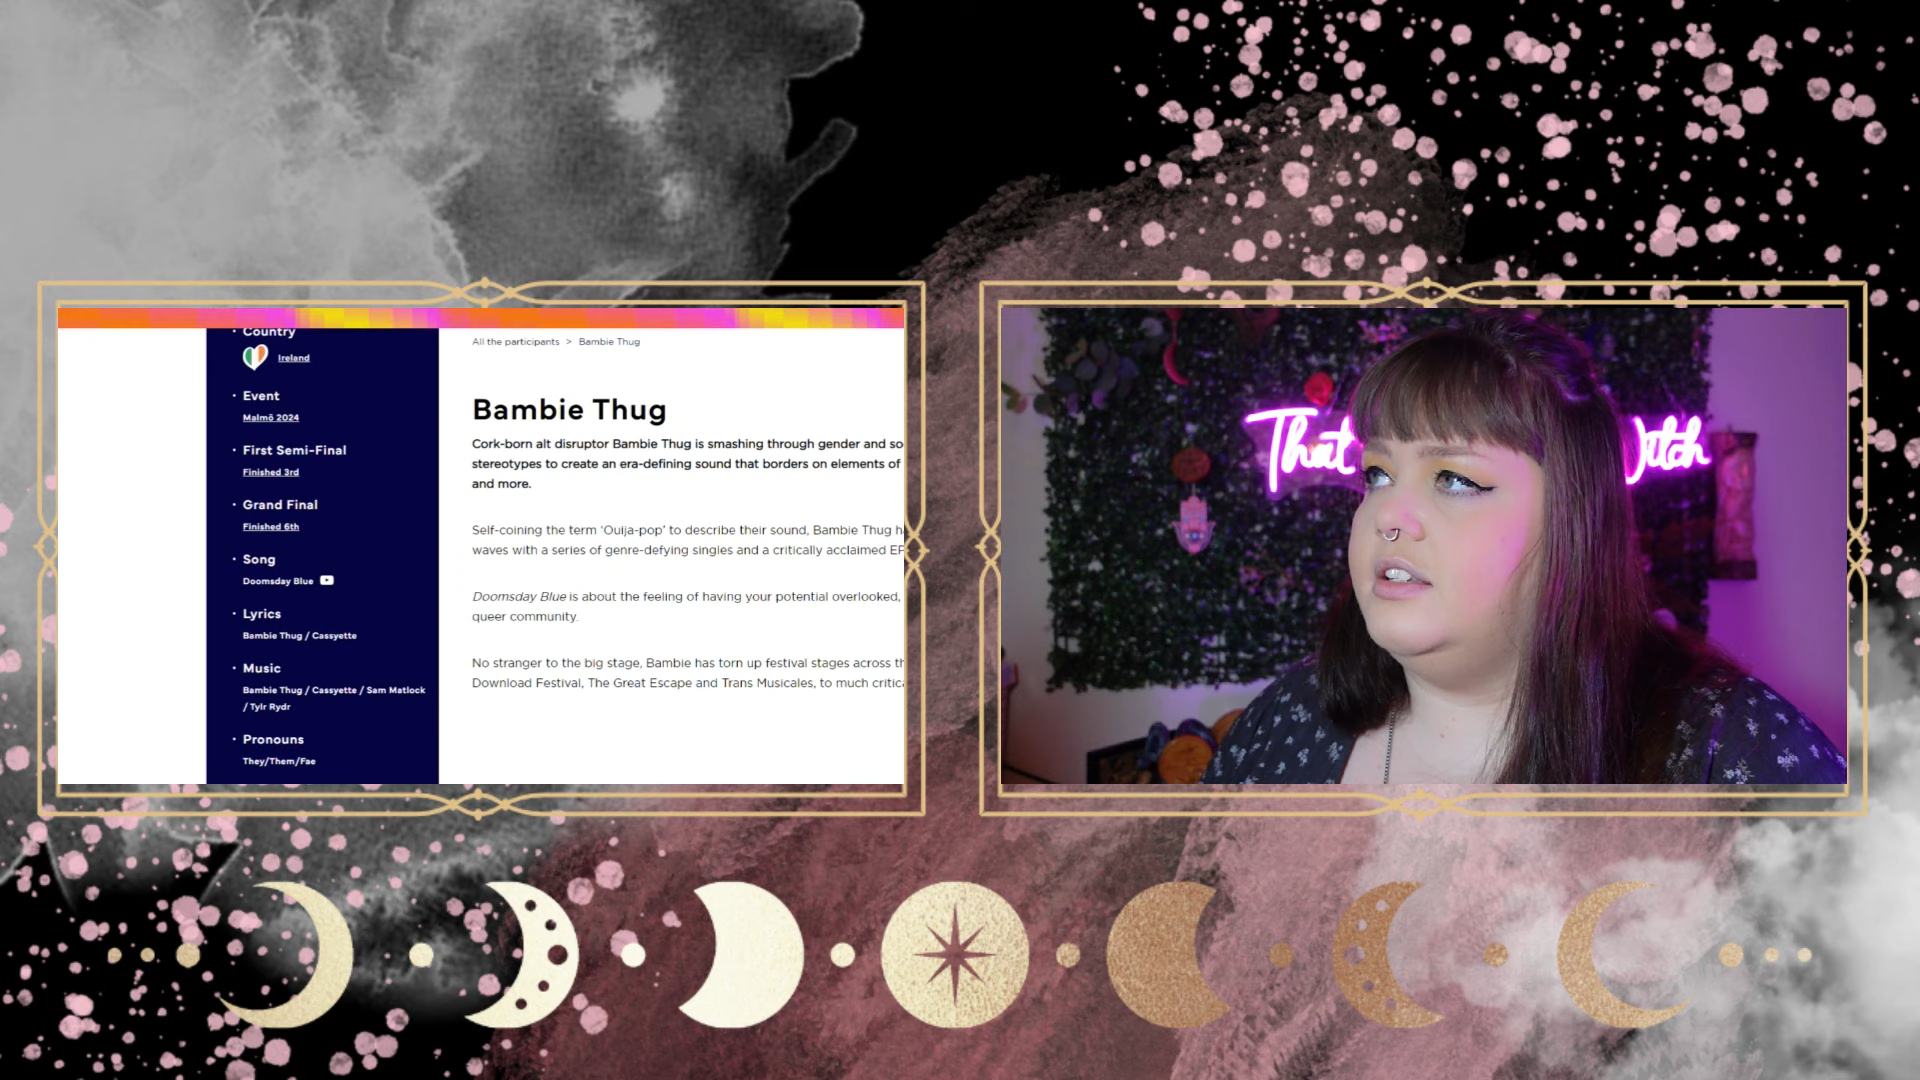 Country
Ireland
Event
Malmö 2024
First Semi-Final
Finished 3rd
Grand Final
Finished 6th
Song
Doomsday Blue
Lyrics
Bambie Thug / Cassyette
Music
Bambie Thug / Cassyette / Sam Matlock
/ Tylr Rydr
Pronouns
They/Them/Fae
All the participants > Bambie Thug
Bambie Thug
Cork-born alt disruptor Bambie Thug is smashing through gender and so
stereotypes to create an era-defining sound that borders on elements of
and more.
Self-coining the term ‘Ouija-pop’ to describe their sound, Bambie Thug h
waves with a series of genre-defying singles and a critically acclaimed EP
Doomsday Blue is about the feeling of having your potential overlooked,
queer community.
No stranger to the big stage, Bambie has torn up festival stages across th
Download Festival, The Great Escape and Trans Musicales, to much critica
That itch